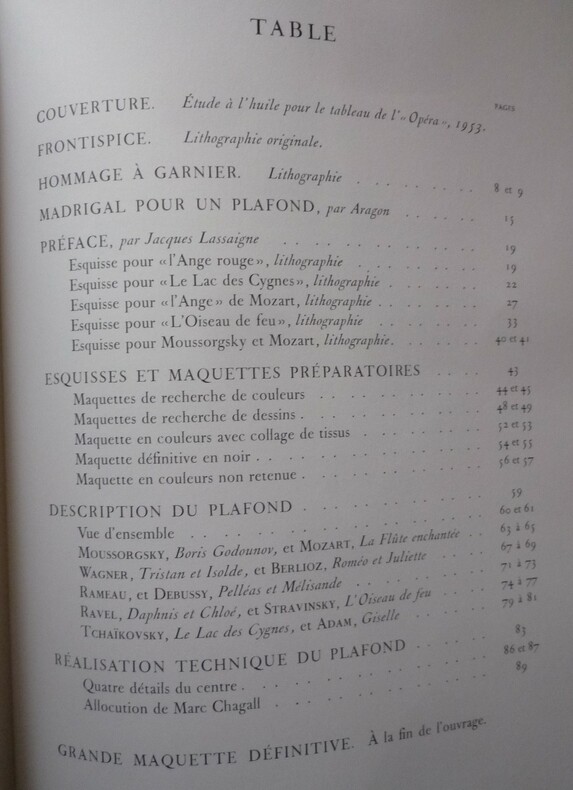 TABLE
PAGES
COUVERTURE. Étude à l'huile pour le tableau de l'« Opéra », 1953.
FRONTISPICE. Lithographie originale.
HOMMAGE À GARNIER. Lithographie . . . . . . . . 8 et 9
MADRIGAL POUR UN PLAFOND, par Aragon . . . . . 15
PRÉFACE, par Jacques Lassaigne . . . . . . . . . . 19
Esquisse pour «l'Ange rouge», lithographie . . . . . . . 19
Esquisse pour «Le Lac des Cygnes», lithographie . . . . . 22
Esquisse pour «l'Ange» de Mozart, lithographie . . . . . . 27
Esquisse pour «L'Oiseau de feu», lithographie . . . . . . 33
Esquisse pour Moussorgsky et Mozart, lithographie. . . . . 40 et 41
ESQUISSES ET MAQUETTES PRÉPARATOIRES . . . . 43
Maquettes de recherche de couleurs . . . . . . . . 44 et 45
Maquettes de recherche de dessins . . . . . . . . . 48 et 49
Maquette en couleurs avec collage de tissus . . . . . . 52 et 53
Maquette définitive en noir . . . . . . . . . . . 54 et 55
Maquette en couleurs non retenue . . . . . . . . . 56 et 57
DESCRIPTION DU PLAFOND . . . . . . . . . . 59
Vue d'ensemble . . . . . . . . . . . . . . 60 et 61
MOUSSORGSKY, Boris Godounov, et MOZART, La Flûte enchantée . . 63 à 65
WAGNER, Tristan et Isolde, et BERLIOZ, Roméo et Juliette . . . . 67 à 69
RAMEAU, et DEBUSSY, Pelléas et Mélisande . . . . . . . 71 à 73
RAVEL, Daphnis et Chloé, et STRAVINSKY, L'Oiseau de feu . . . . 74 à 77
TCHAÏKOVSKY, Le Lac des Cygnes, et ADAM, Giselle . . . . . 79 à 81
RÉALISATION TECHNIQUE DU PLAFOND . . . . . 83
Quatre détails du centre . . . . . . . . . . . . 86 et 87
Allocution de Marc Chagall . . . . . . . . . . . 89
GRANDE MAQUETTE DÉFINITIVE. À la fin de l'ouvrage.